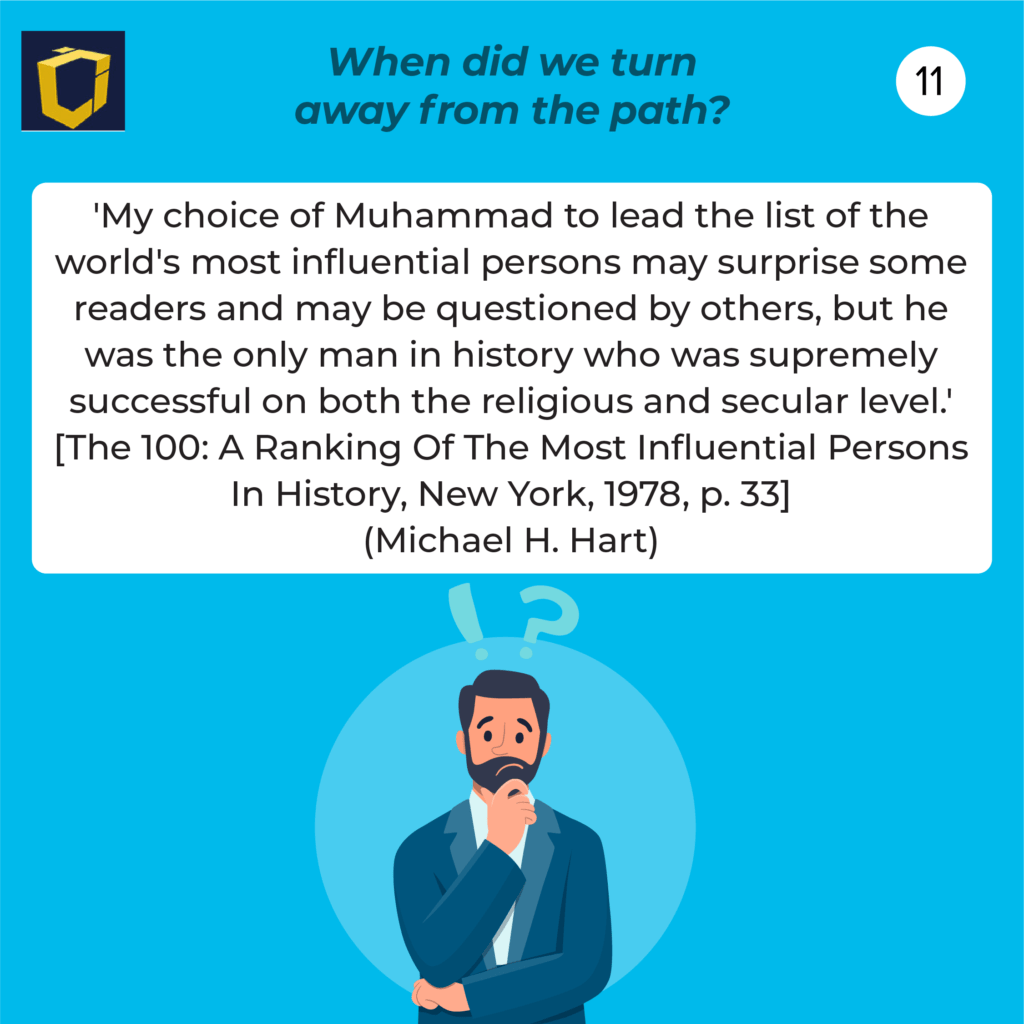 When did we turn
away from the path?
11
'My choice of Muhammad to lead the list of the
world's most influential persons may surprise some
readers and may be questioned by others, but he
was the only man in history who was supremely
successful on both the religious and secular level.'
[The 100: A Ranking Of The Most Influential Persons
In History, New York, 1978, p. 33]
(Michael H. Hart)
! ?